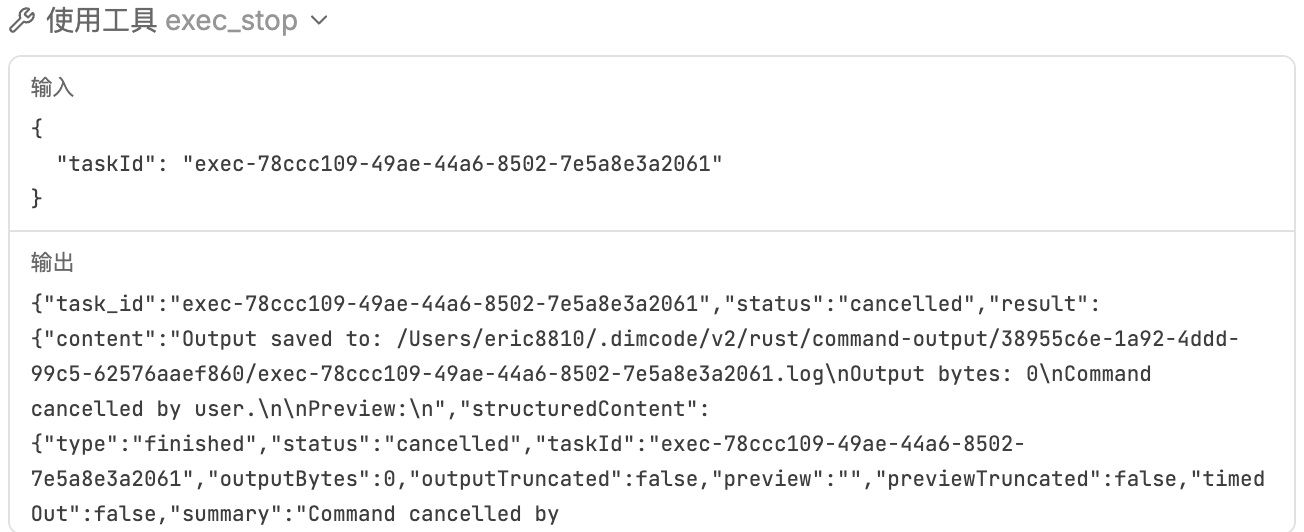 使用工具 exec_stop
输入
{
  "taskId": "exec-78ccc109-49ae-44a6-8502-7e5a8e3a2061"
}
输出
{"task_id":"exec-78ccc109-49ae-44a6-8502-7e5a8e3a2061","status":"cancelled","result":
{"content":"Output saved to: /Users/eric8810/.dimcode/v2/rust/command-output/38955c6e-1a92-4ddd-
99c5-62576aaef860/exec-78ccc109-49ae-44a6-8502-7e5a8e3a2061.log\nOutput bytes: 0\nCommand
cancelled by user.\n\nPreview:\n","structuredContent":
{"type":"finished","status":"cancelled","taskId":"exec-78ccc109-49ae-44a6-8502-
7e5a8e3a2061","outputBytes":0,"outputTruncated":false,"preview":"","previewTruncated":false,"timed
Out":false,"summary":"Command cancelled by